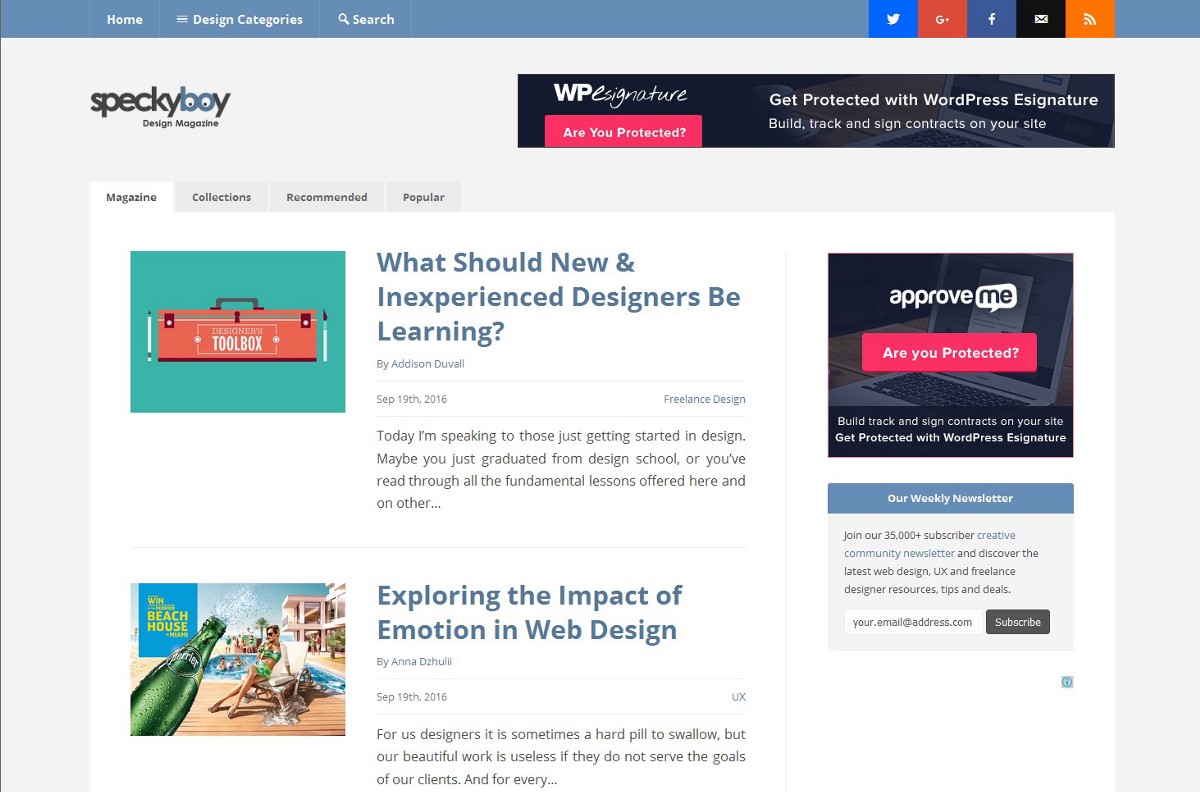 Home
Design Categories
Search
G+
speckyboy
Design Magazine
WPesignature
Are You Protected?
Get Protected with WordPress Esignature
Build, track and sign contracts on your site
Magazine
Collections
Recommended
Popular
DESIGNER'S
TOOLBOX
What Should New &
Inexperienced Designers Be
Learning?
By Addison Duvall
Sep 19th, 2016
Freelance Design
Today I’m speaking to those just getting started in design.
Maybe you just graduated from design school, or you’ve
read through all the fundamental lessons offered here and
on other…
WIN
BEACH
HOUSE
IN MIAMI
perrier
Exploring the Impact of
Emotion in Web Design
By Anna Dzhulii
Sep 19th, 2016
UX
For us designers it is sometimes a hard pill to swallow, but
our beautiful work is useless if they do not serve the goals
of our clients. And for every…
approve me
Are you Protected?
Build track and sign contracts on your site
Get Protected with WordPress Esignature
Our Weekly Newsletter
Join our 35,000+ subscriber creative
community newsletter and discover the
latest web design, UX and freelance
designer resources, tips and deals.
your.email@address.com
Subscribe